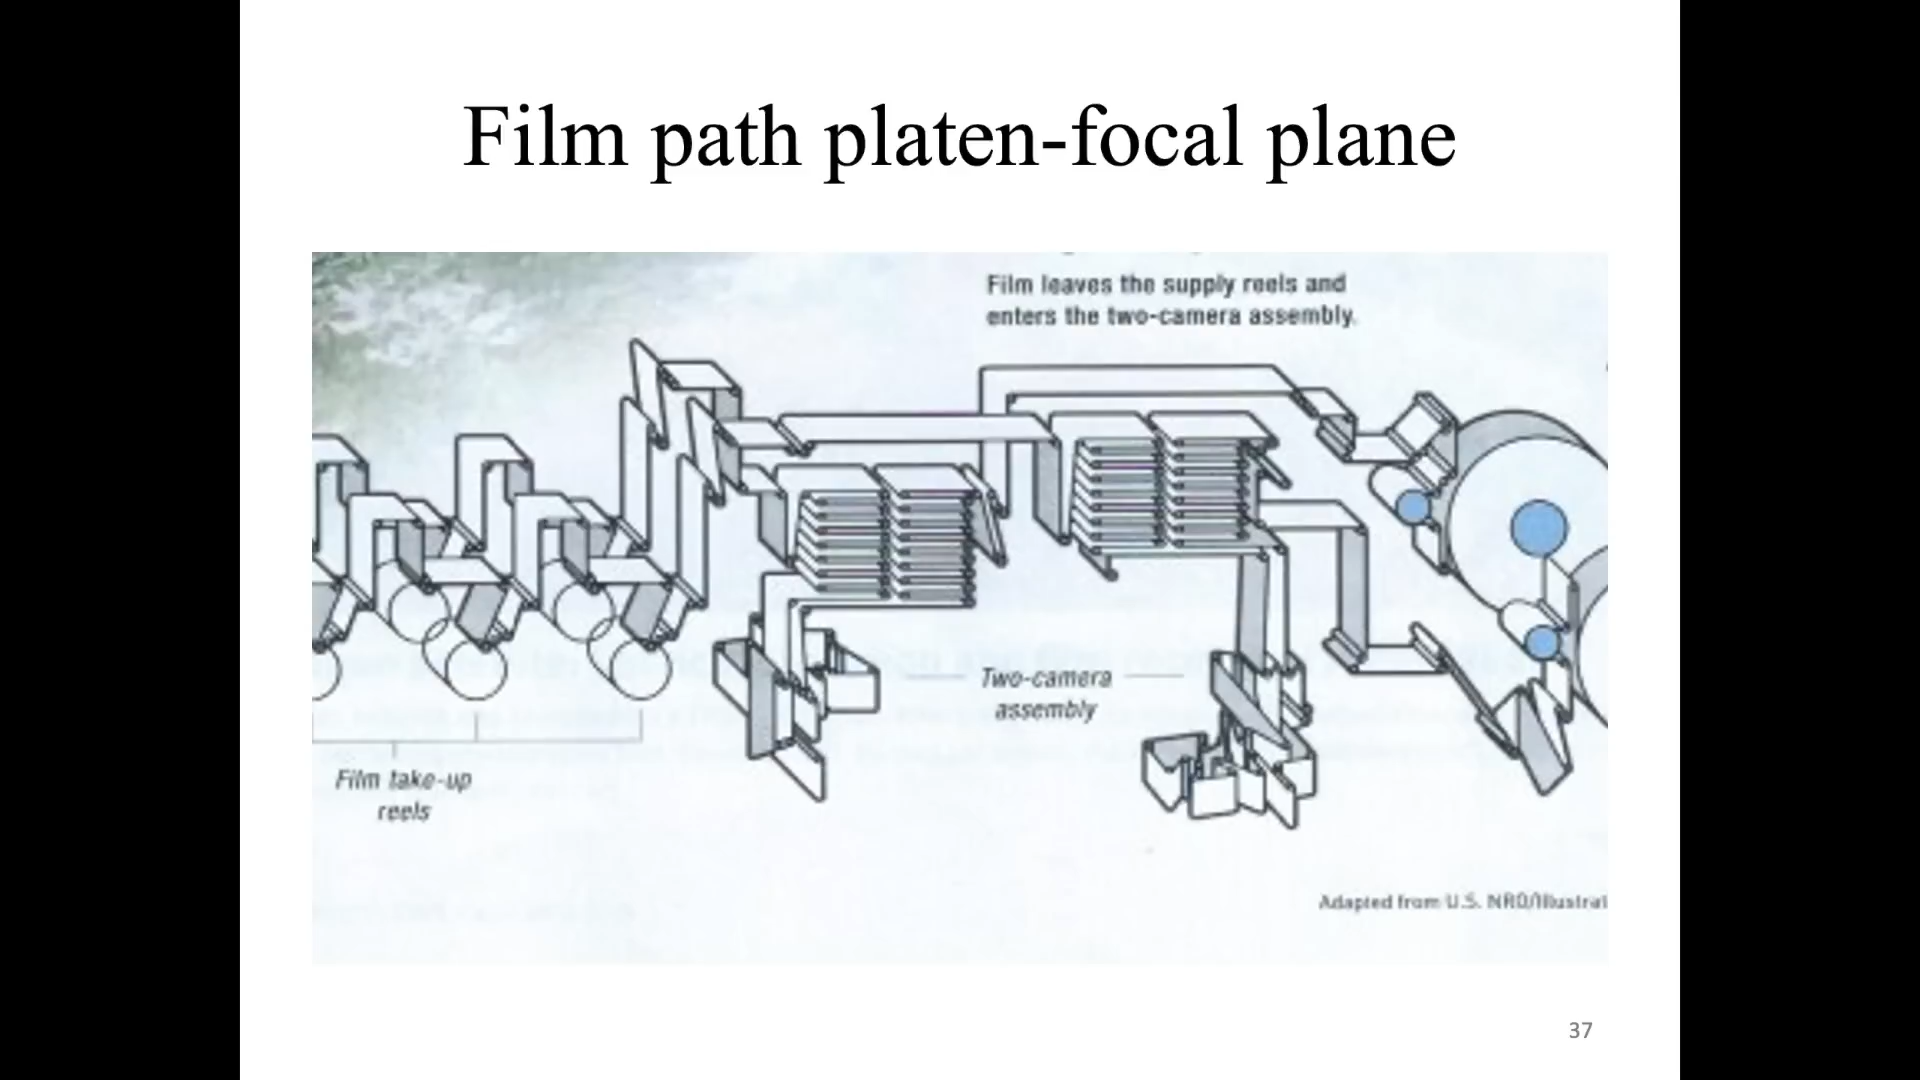 Film path platen-focal plane
Film leaves the supply reels and
enters the two-camera assembly.
Two-camera
assembly
Film take-up
reels
Adapted from U.S. NRO/Illustrat
37